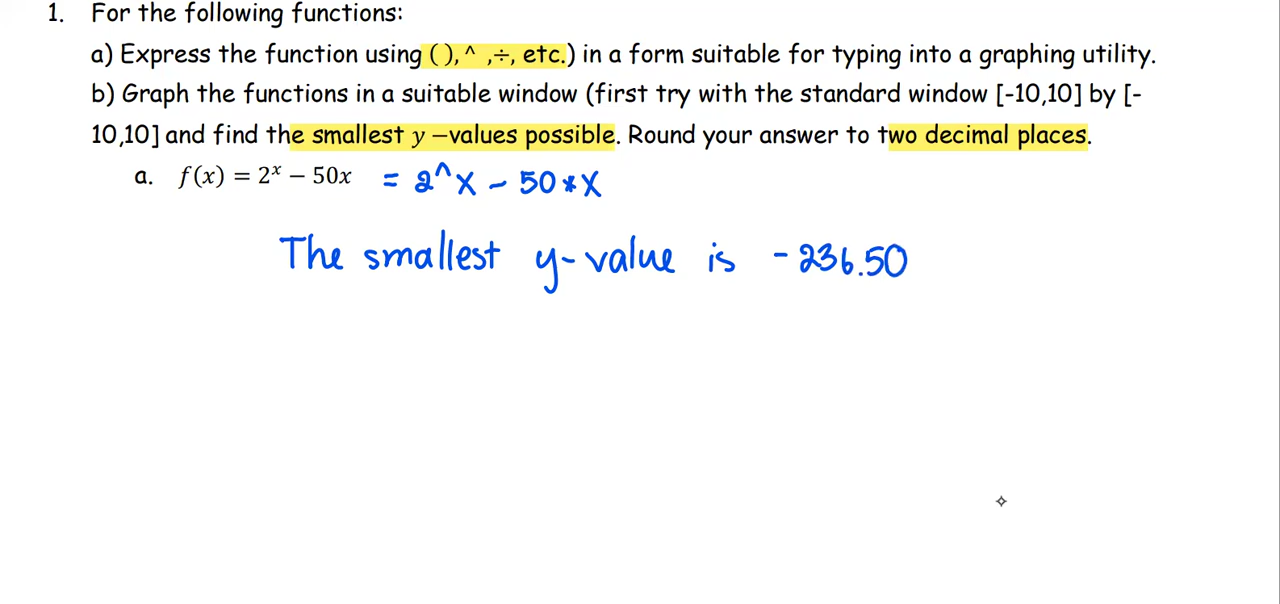 1. For the following functions:
a) Express the function using ( ), ^ ,÷, etc.) in a form suitable for typing into a graphing utility.
b) Graph the functions in a suitable window (first try with the standard window [-10,10] by [-
10,10] and find the smallest y −values possible. Round your answer to two decimal places.
a. f(x) = 2ˣ − 50x = 2^x - 50*x
The smallest y-value is -236.50